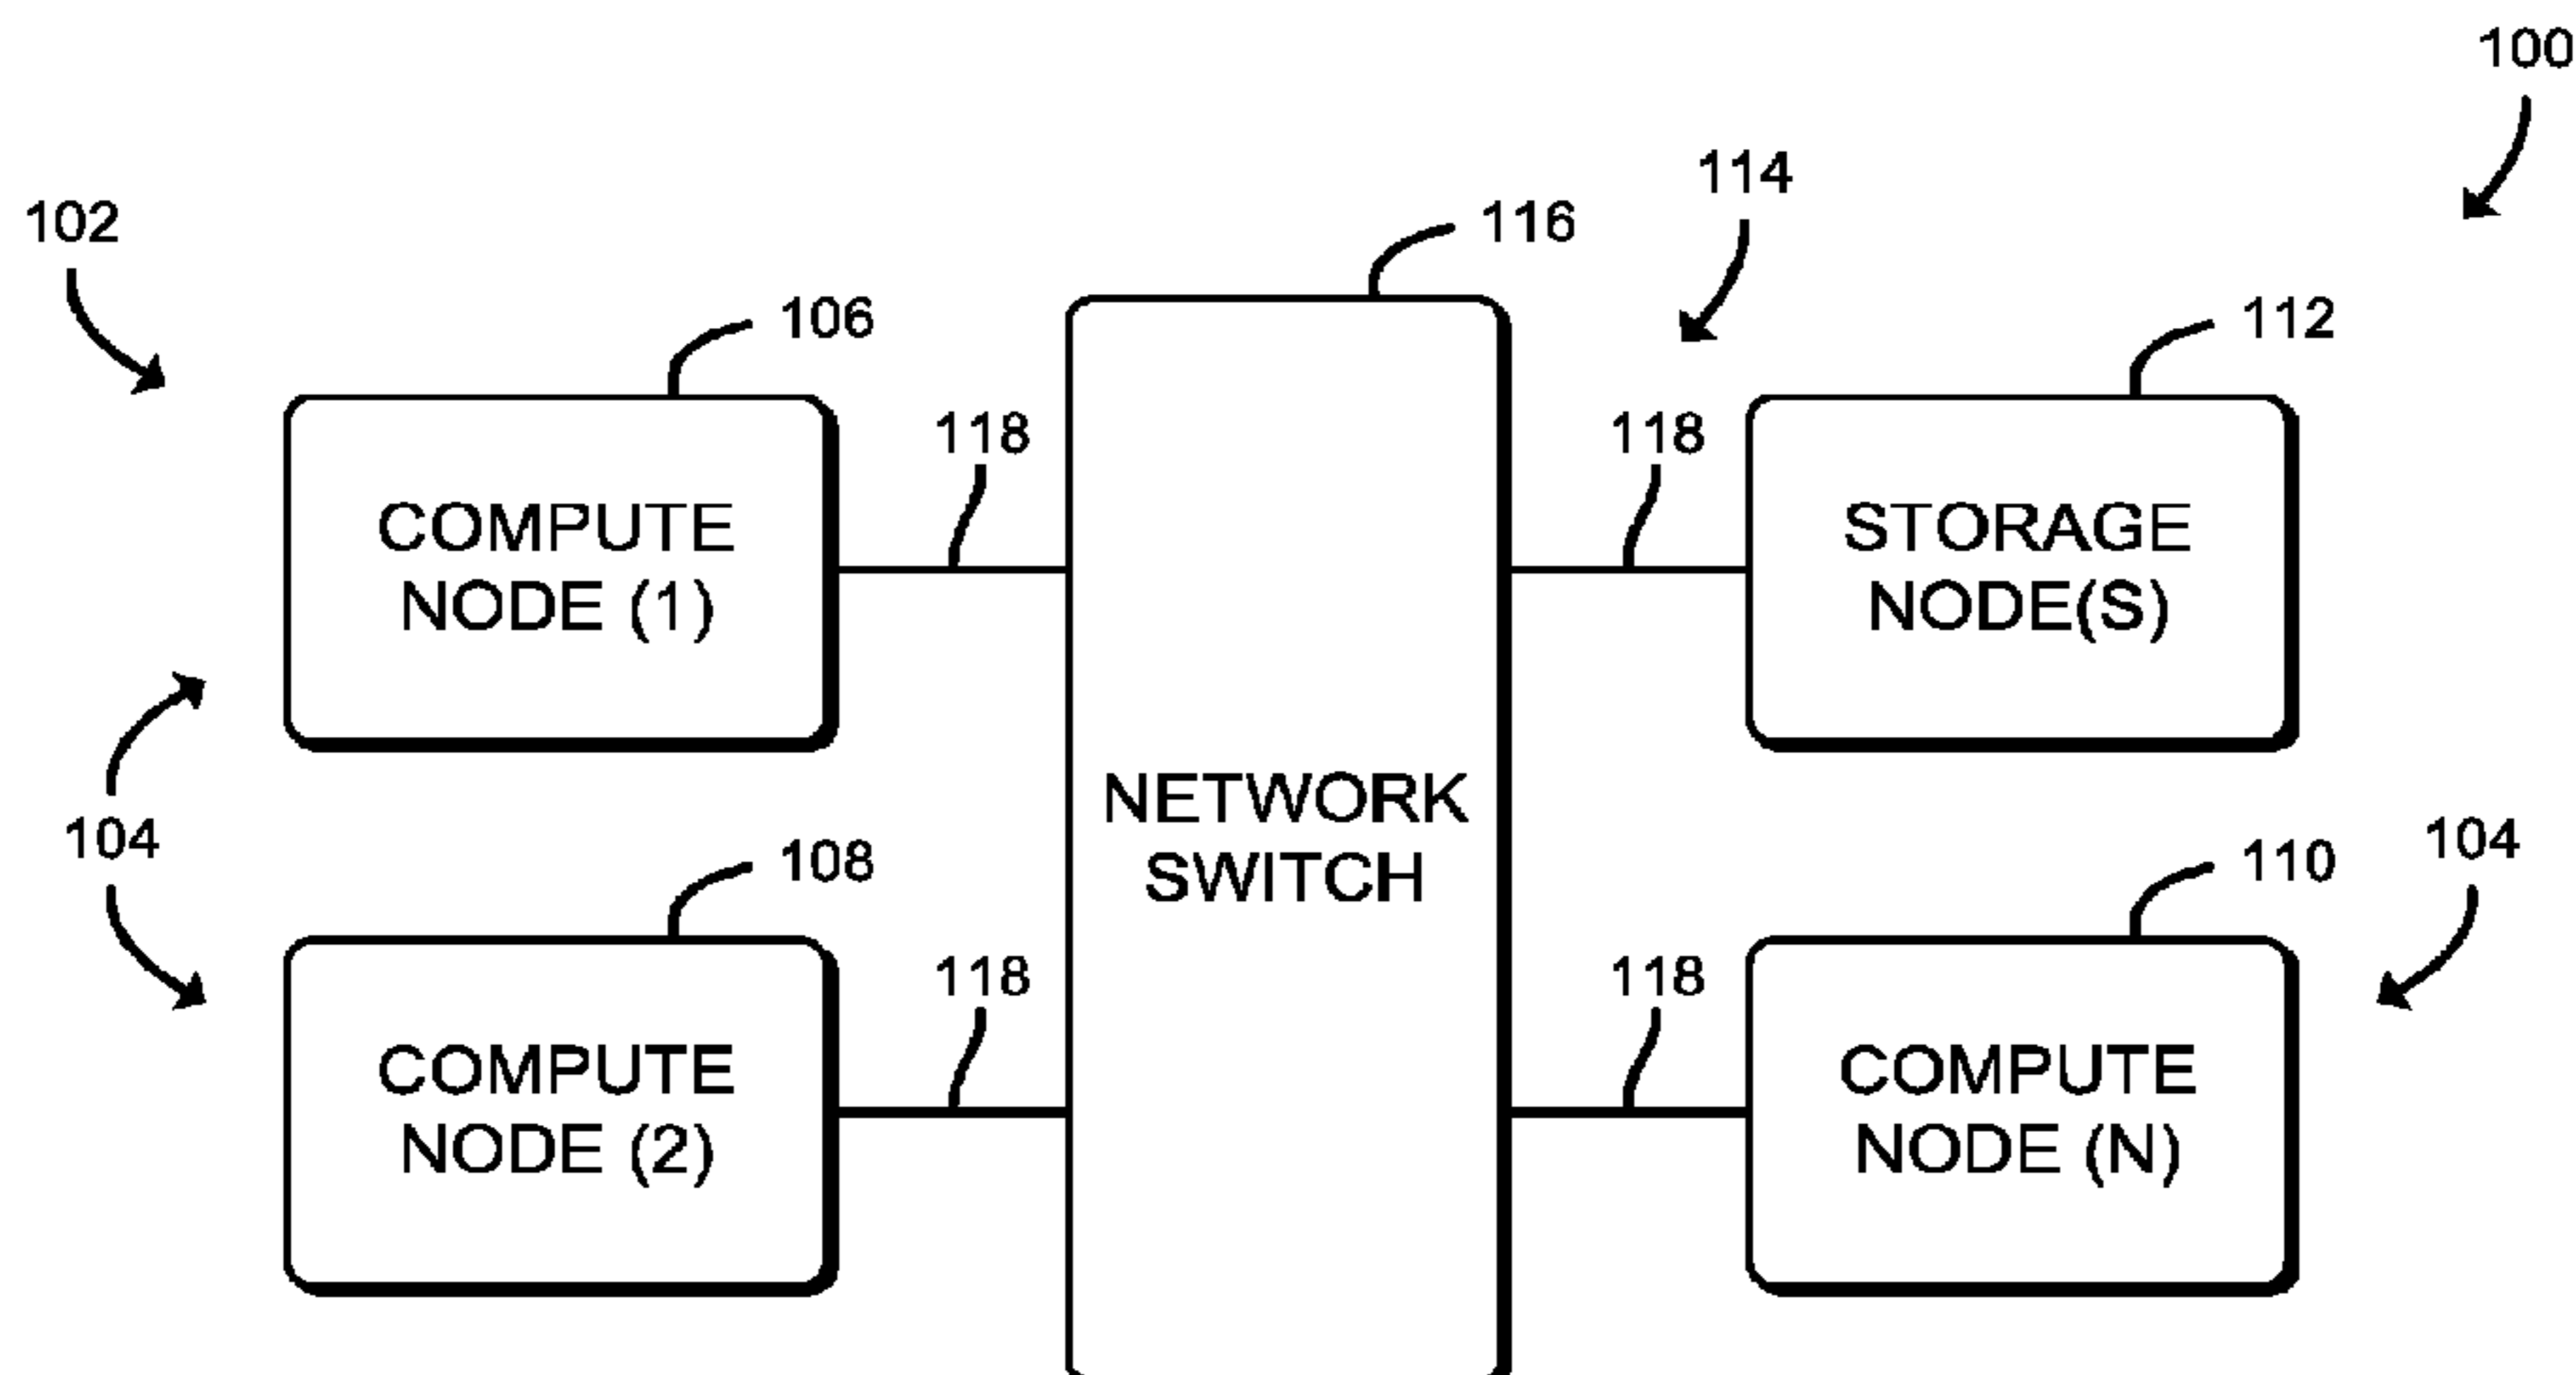 100
114
102
116
106
112
118
118
COMPUTE
NODE (1)
STORAGE
NODE(S)
NETWORK
SWITCH
104
108
110
104
118
118
COMPUTE
NODE (2)
COMPUTE
NODE (N)